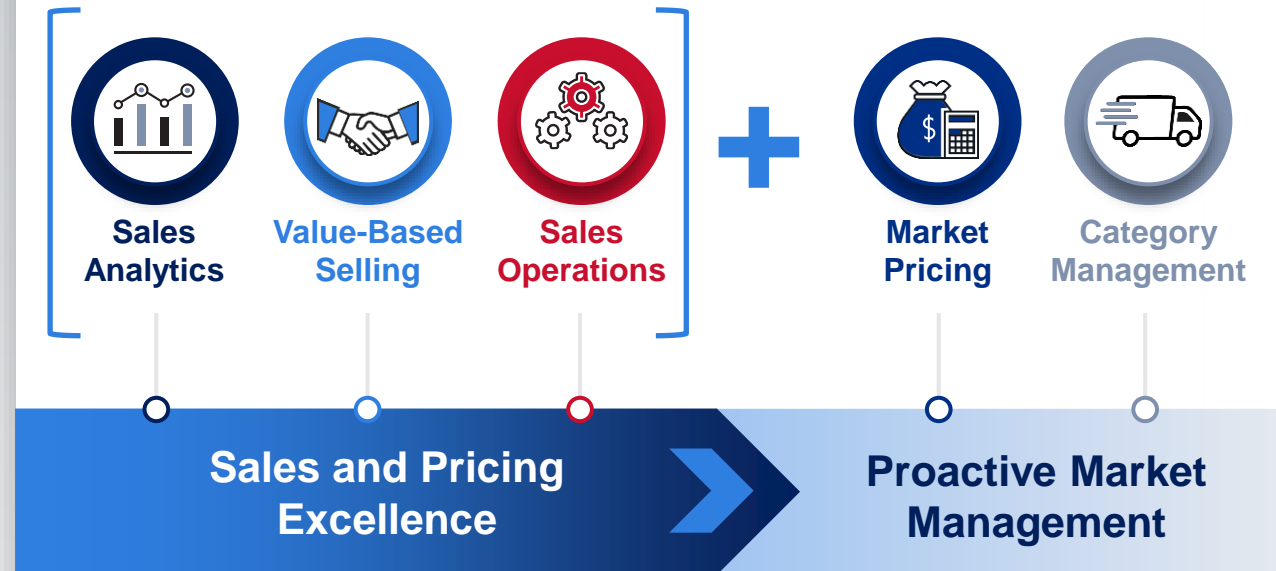 $
Sales
Analytics
Value-Based
Selling
Sales
Operations
Market
Pricing
Category
Management
Sales and Pricing
Excellence
Proactive Market
Management